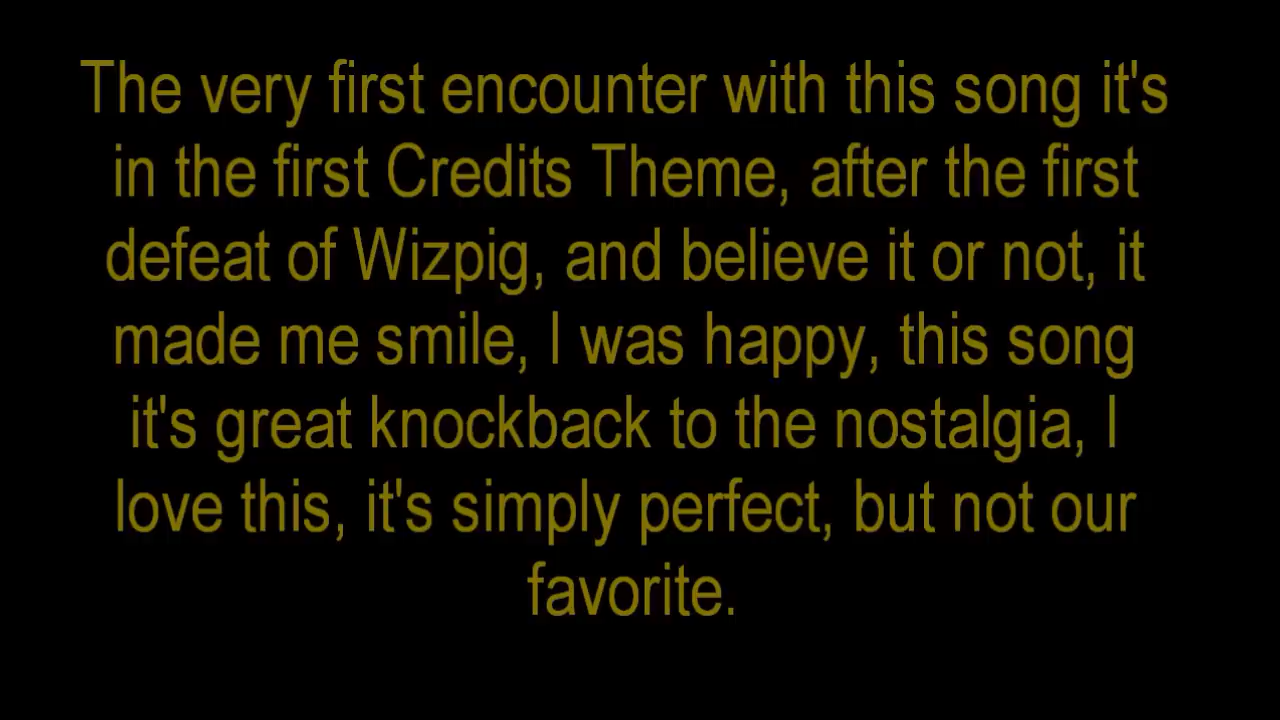 The very first encounter with this song it's
in the first Credits Theme, after the first
defeat of Wizpig, and believe it or not, it
made me smile, I was happy, this song
it's great knockback to the nostalgia, I
love this, it's simply perfect, but not our
favorite.